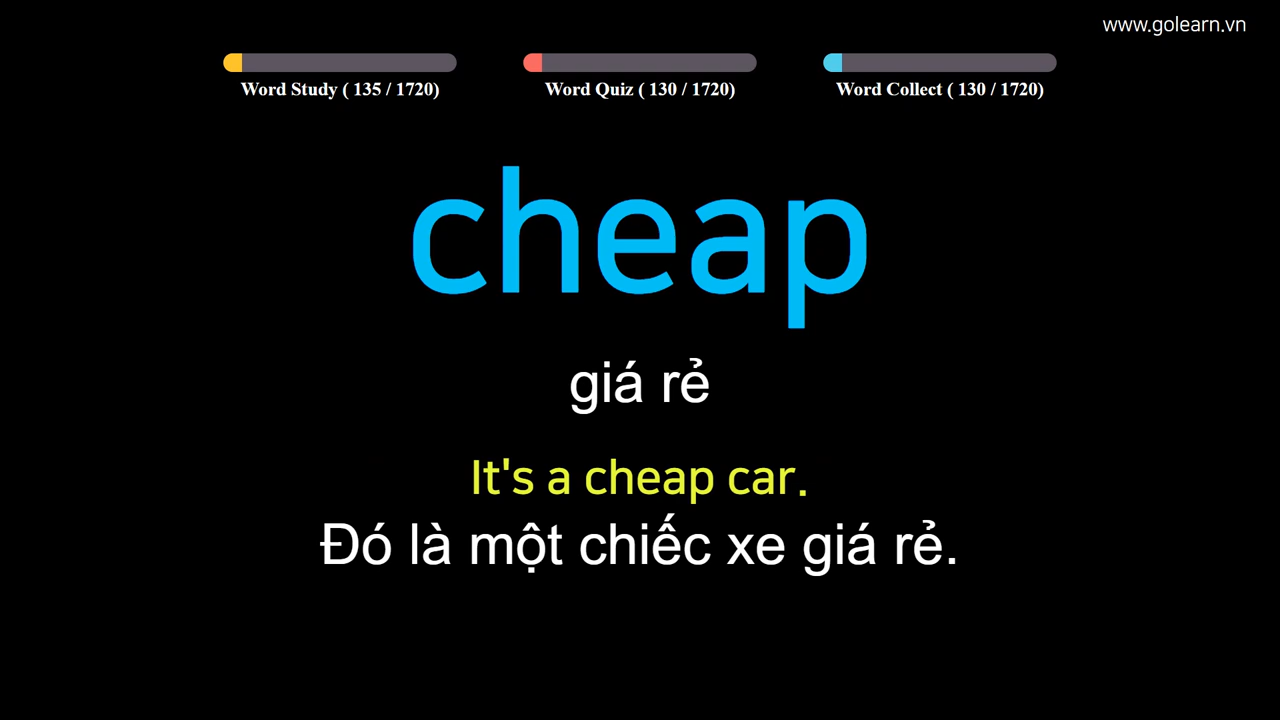 www.golearn.vn
Word Study ( 135 / 1720)
Word Quiz ( 130 / 1720)
Word Collect ( 130 / 1720)
cheap
giá rẻ
It's a cheap car.
Đó là một chiếc xe giá rẻ.